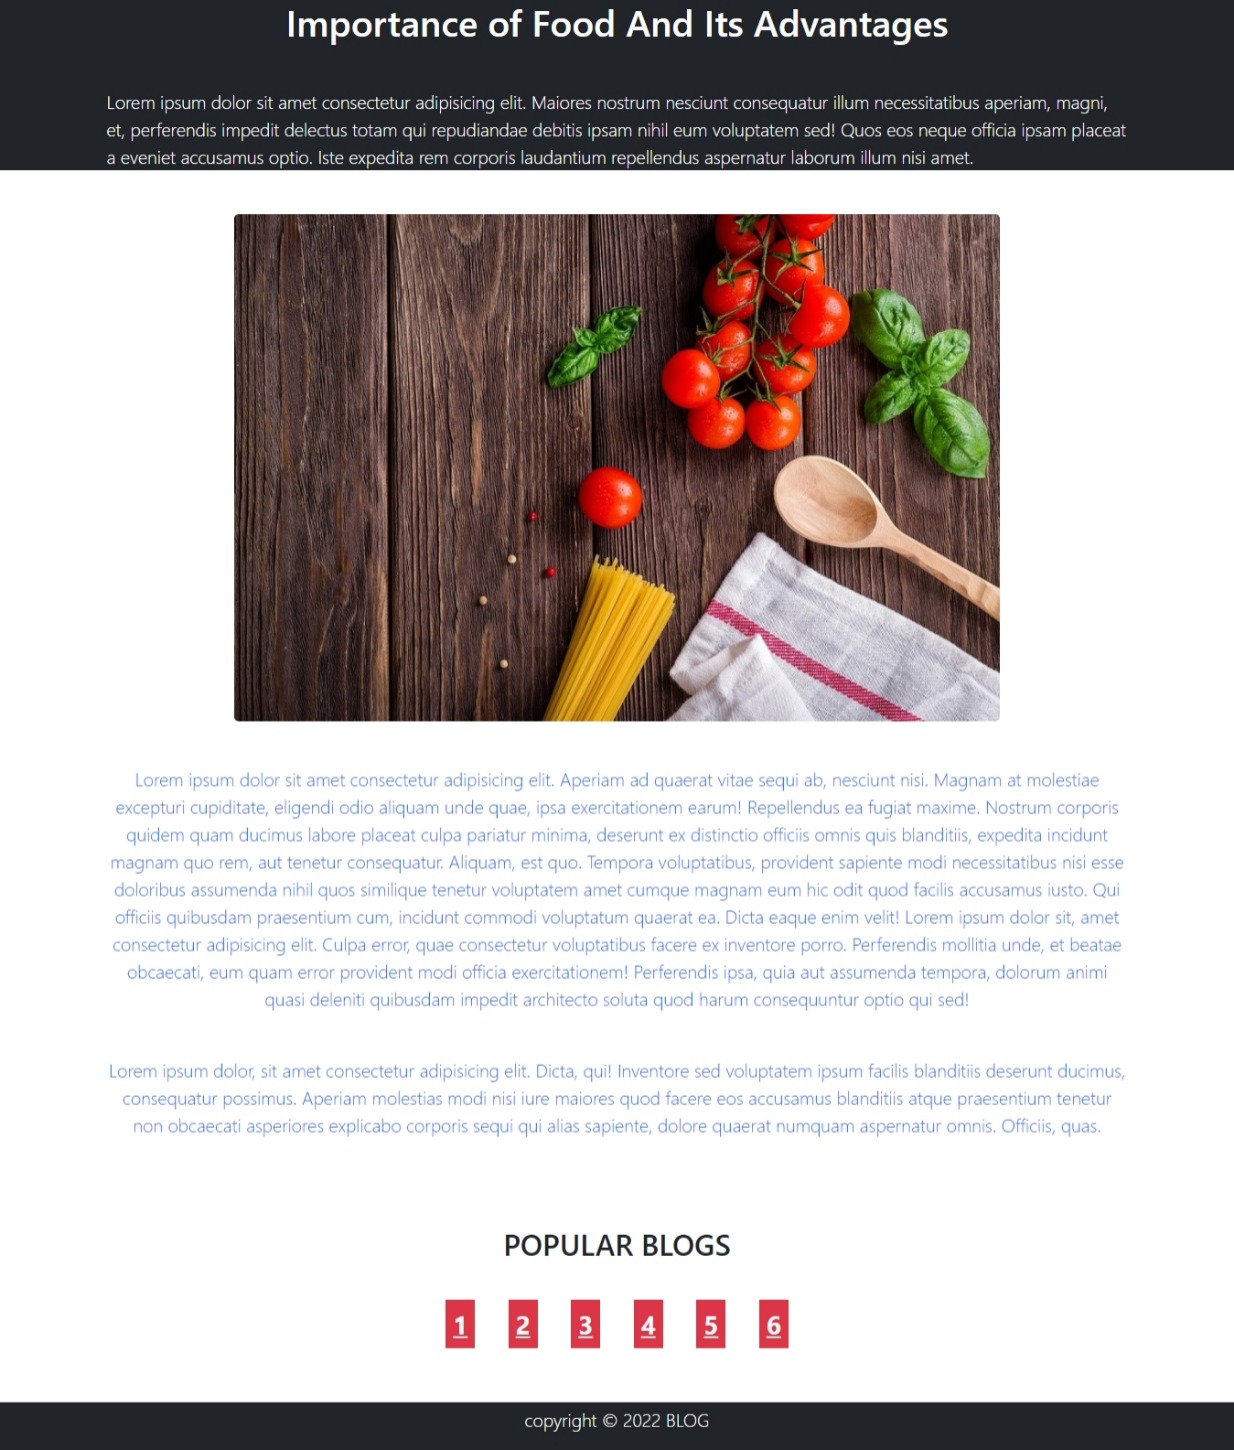 Importance of Food And Its Advantages
Lorem ipsum dolor sit amet consectetur adipisicing elit. Maiores nostrum nesciunt consequatur illum necessitatibus aperiam, magni,
et, perferendis impedit delectus totam qui repudiandae debitis ipsam nihil eum voluptatem sed! Quos eos neque officia ipsam placeat
a eveniet accusamus optio. Iste expedita rem corporis laudantium repellendus aspernatur laborum illum nisi amet.
Lorem ipsum dolor sit amet consectetur adipisicing elit. Aperiam ad quaerat vitae sequi ab, nesciunt nisi. Magnam at molestiae
excepturi cupiditate, eligendi odio aliquam unde quae, ipsa exercitationem earum! Repellendus ea fugiat maxime. Nostrum corporis
quidem quam ducimus labore placeat culpa pariatur minima, deserunt ex distinctio officiis omnis quis blanditiis, expedita incidunt
magnam quo rem, aut tenetur consequatur. Aliquam, est quo. Tempora voluptatibus, provident sapiente modi necessitatibus nisi esse
doloribus assumenda nihil quos similique tenetur voluptatem amet cumque magnam eum hic odit quod facilis accusamus iusto. Qui
officiis quibusdam praesentium cum, incidunt commodi voluptatum quaerat ea. Dicta eaque enim velit! Lorem ipsum dolor sit, amet
consectetur adipisicing elit. Culpa error, quae consectetur voluptatibus facere ex inventore porro. Perferendis mollitia unde, et beatae
obcaecati, eum quam error provident modi officia exercitationem! Perferendis ipsa, quia aut assumenda tempora, dolorum animi
quasi deleniti quibusdam impedit architecto soluta quod harum consequuntur optio qui sed!
Lorem ipsum dolor, sit amet consectetur adipisicing elit. Dicta, qui! Inventore sed voluptatem ipsum facilis blanditiis deserunt ducimus,
consequatur possimus. Aperiam molestias modi nisi iure maiores quod facere eos accusamus blanditiis atque praesentium tenetur
non obcaecati asperiores explicabo corporis sequi qui alias sapiente, dolore quaerat numquam aspernatur omnis. Officiis, quas.
POPULAR BLOGS
1 2 3 4 5 6
copyright © 2022 BLOG